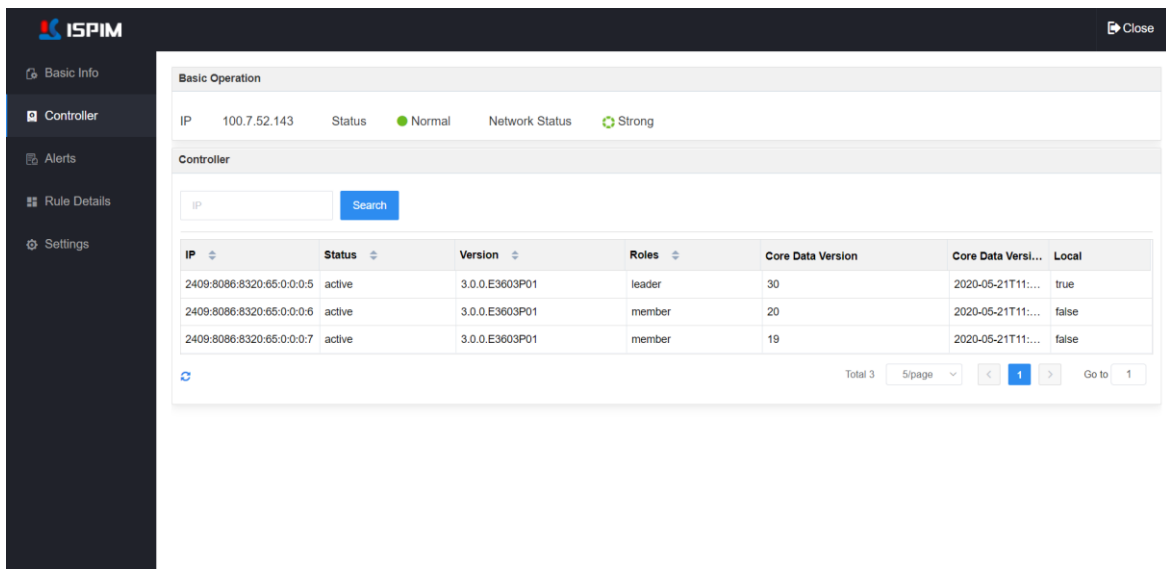 ISPIM
Close
Basic Info
Controller
Alerts
Rule Details
Settings
Basic Operation
IP 100.7.52.143 Status Normal Network Status Strong
Controller
IP Search
IP Status Version Roles Core Data Version Core Data Versi... Local
2409:8086:8320:65:0:0:0:5 active 3.0.0.E3603P01 leader 30 2020-05-21T11:... true
2409:8086:8320:65:0:0:0:6 active 3.0.0.E3603P01 member 20 2020-05-21T11:... false
2409:8086:8320:65:0:0:0:7 active 3.0.0.E3603P01 member 19 2020-05-21T11:... false
Total 3 5/page < 1 > Go to 1